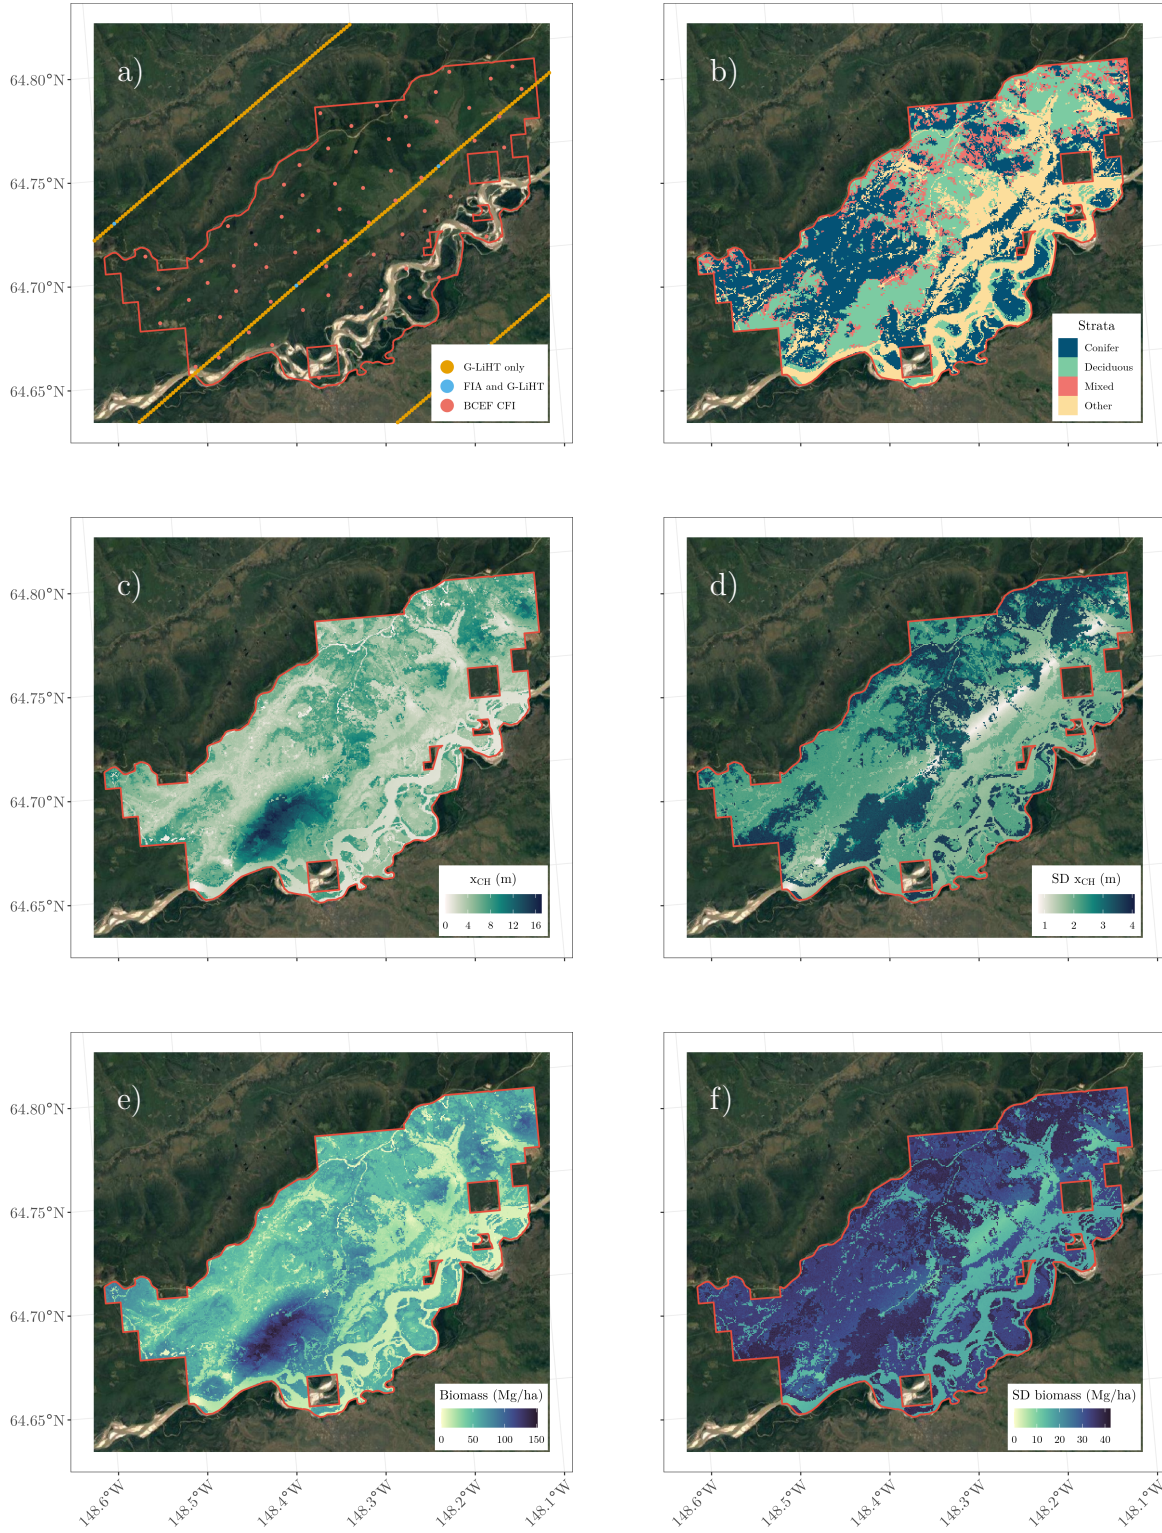 a)
b)
64.80°N
64.75°N
64.70°N
64.65°N
G-LiHT only
FIA and G-LiHT
BCEF CFI
Strata
Conifer
Deciduous
Mixed
Other
c)
d)
64.80°N
64.75°N
64.70°N
64.65°N
xCH (m)
0 4 8 12 16
SD xCH (m)
1 2 3 4
e)
f)
64.80°N
64.75°N
64.70°N
64.65°N
Biomass (Mg/ha)
0 50 100 150
SD biomass (Mg/ha)
0 10 20 30 40
148.6°W 148.5°W 148.4°W 148.3°W 148.2°W 148.1°W
148.6°W 148.5°W 148.4°W 148.3°W 148.2°W 148.1°W